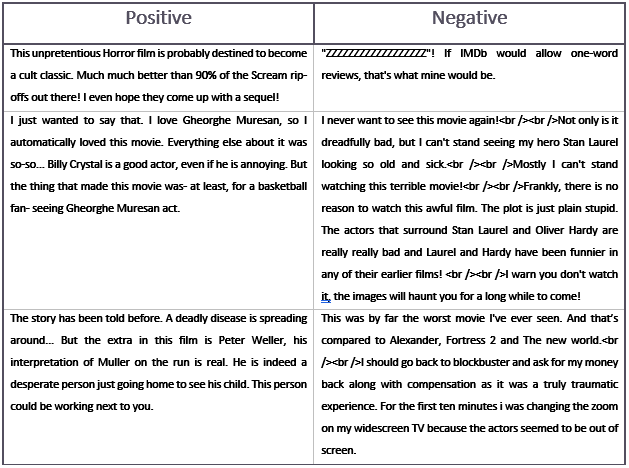 Positive
Negative
This unpretentious Horror film is probably destined to become
a cult classic. Much much better than 90% of the Scream rip-
offs out there! I even hope they come up with a sequel!
"ZZZZZZZZZZZZZZZZZZZ"! If IMDb would allow one-word
reviews, that's what mine would be.
I just wanted to say that. I love Gheorghe Muresan, so I
automatically loved this movie. Everything else about it was
so-so... Billy Crystal is a good actor, even if he is annoying. But
the thing that made this movie was- at least, for a basketball
fan- seeing Gheorghe Muresan act.
I never want to see this movie again!<br /><br />Not only is it
dreadfully bad, but I can't stand seeing my hero Stan Laurel
looking so old and sick.<br /><br />Mostly I can't stand
watching this terrible movie!<br /><br />Frankly, there is no
reason to watch this awful film. The plot is just plain stupid.
The actors that surround Stan Laurel and Oliver Hardy are
really really bad and Laurel and Hardy have been funnier in
any of their earlier films! <br /><br />I warn you don't watch
it, the images will haunt you for a long while to come!
The story has been told before. A deadly disease is spreading
around... But the extra in this film is Peter Weller, his
interpretation of Muller on the run is real. He is indeed a
desperate person just going home to see his child. This person
could be working next to you.
This was by far the worst movie I've ever seen. And that's
compared to Alexander, Fortress 2 and The new world.<br
/><br />I should go back to blockbuster and ask for my money
back along with compensation as it was a truly traumatic
experience. For the first ten minutes i was changing the zoom
on my widescreen TV because the actors seemed to be out of
screen.